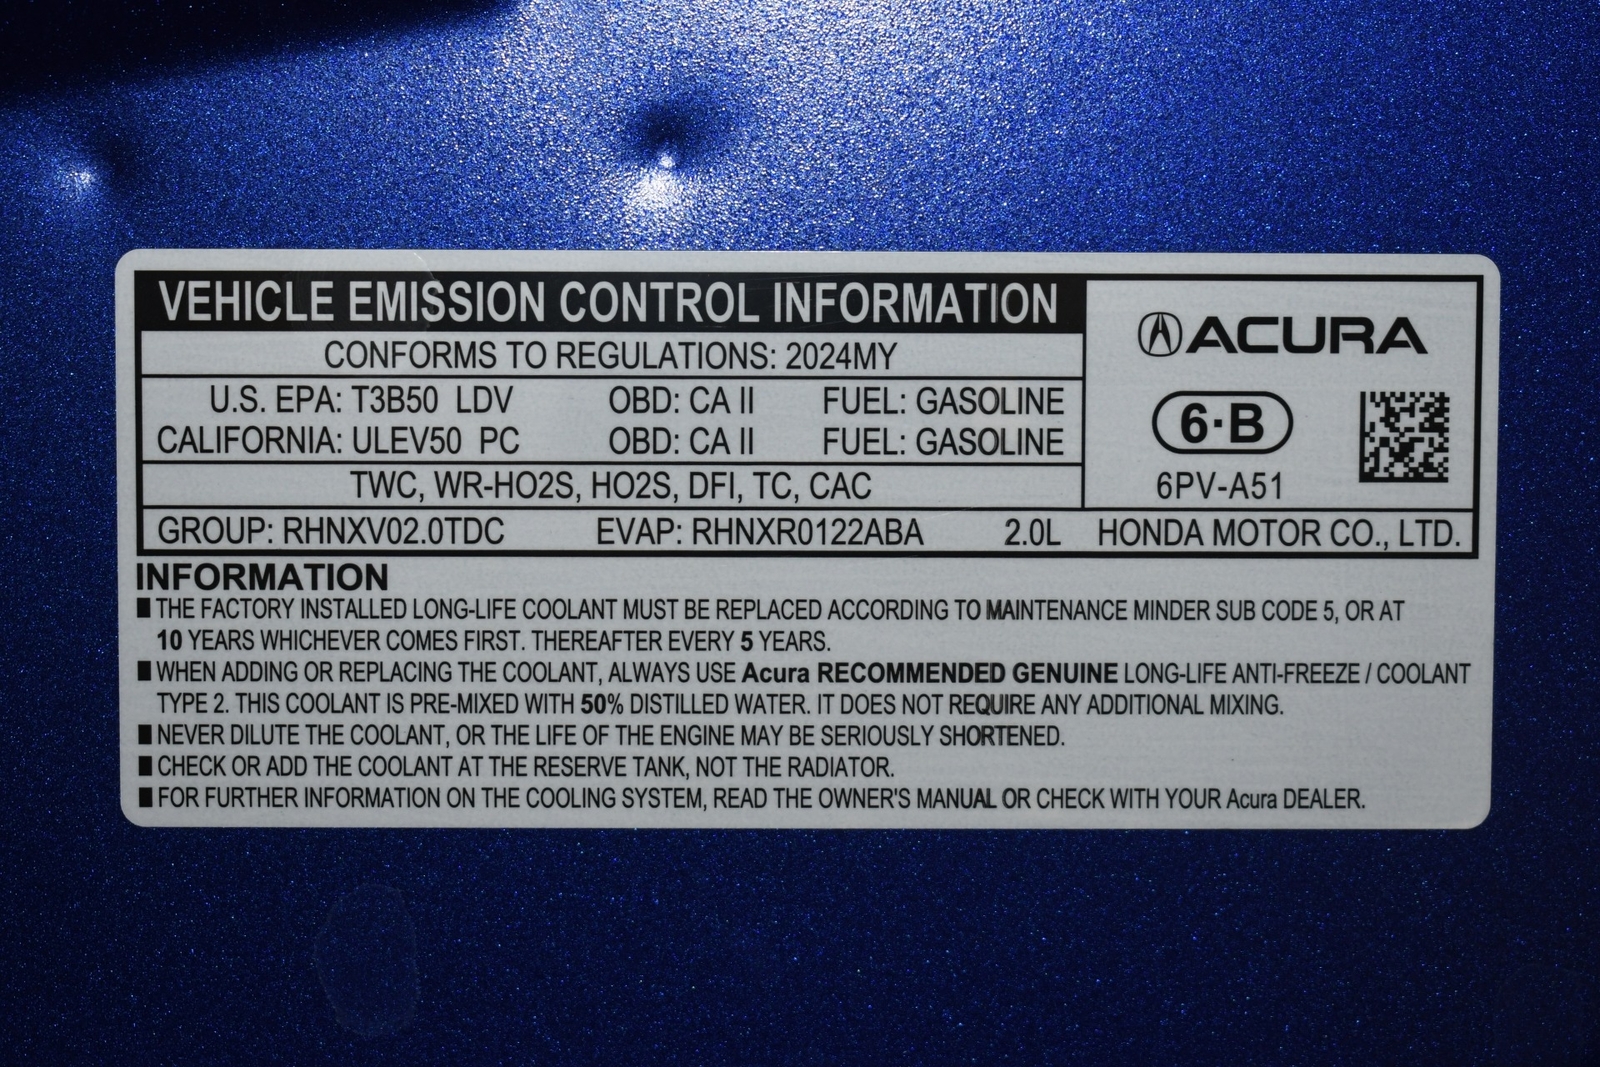 VEHICLE EMISSION CONTROL INFORMATION
CONFORMS TO REGULATIONS: 2024MY
U.S. EPA: T3B50 LDV OBD: CA II FUEL: GASOLINE
CALIFORNIA: ULEV50 PC OBD: CA II FUEL: GASOLINE
TWC, WR-HO2S, HO2S, DFI, TC, CAC
ACURA
6·B
6PV-A51
GROUP: RHNXV02.0TDC EVAP: RHNXR0122ABA 2.0L HONDA MOTOR CO., LTD.
INFORMATION
■ THE FACTORY INSTALLED LONG-LIFE COOLANT MUST BE REPLACED ACCORDING TO MAINTENANCE MINDER SUB CODE 5, OR AT
10 YEARS WHICHEVER COMES FIRST. THEREAFTER EVERY 5 YEARS.
■ WHEN ADDING OR REPLACING THE COOLANT, ALWAYS USE Acura RECOMMENDED GENUINE LONG-LIFE ANTI-FREEZE / COOLANT
TYPE 2. THIS COOLANT IS PRE-MIXED WITH 50% DISTILLED WATER. IT DOES NOT REQUIRE ANY ADDITIONAL MIXING.
■ NEVER DILUTE THE COOLANT, OR THE LIFE OF THE ENGINE MAY BE SERIOUSLY SHORTENED.
■ CHECK OR ADD THE COOLANT AT THE RESERVE TANK, NOT THE RADIATOR.
■ FOR FURTHER INFORMATION ON THE COOLING SYSTEM, READ THE OWNER'S MANUAL OR CHECK WITH YOUR Acura DEALER.